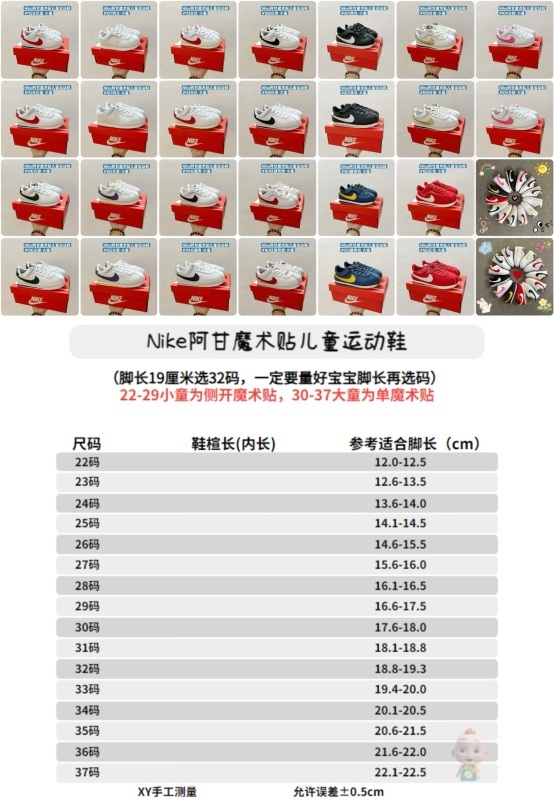 Nike阿甘魔术贴儿童运动鞋
（脚长19厘米选32码，一定要量好宝宝脚长再选码）
22-29小童为侧开魔术贴，30-37大童为单魔术贴
尺码 鞋楦长(内长) 参考适合脚长（cm）
22码 12.0-12.5
23码 12.6-13.5
24码 13.6-14.0
25码 14.1-14.5
26码 14.6-15.5
27码 15.6-16.0
28码 16.1-16.5
29码 16.6-17.5
30码 17.6-18.0
31码 18.1-18.8
32码 18.8-19.3
33码 19.4-20.0
34码 20.1-20.5
35码 20.6-21.5
36码 21.6-22.0
37码 22.1-22.5
XY手工测量 允许误差±0.5cm